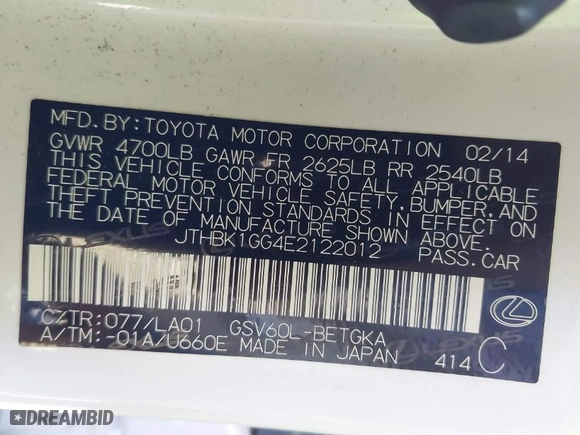 MFD. BY: TOYOTA MOTOR CORPORATION 02/14
GVWR 4700LB GAWR FR 2625LB RR 2540LB
THIS VEHICLE CONFORMS TO ALL APPLICABLE
FEDERAL MOTOR VEHICLE SAFETY, BUMPER, AND
THEFT PREVENTION STANDARDS IN EFFECT ON
THE DATE OF MANUFACTURE SHOWN ABOVE.
JTHBK1GG4E2122012 PASS.CAR
C/TR: 077/LA01 GSV60L-BETGKA
A/TM: -01A/U660E MADE IN JAPAN 414 C
LEXUS
DREAMBID